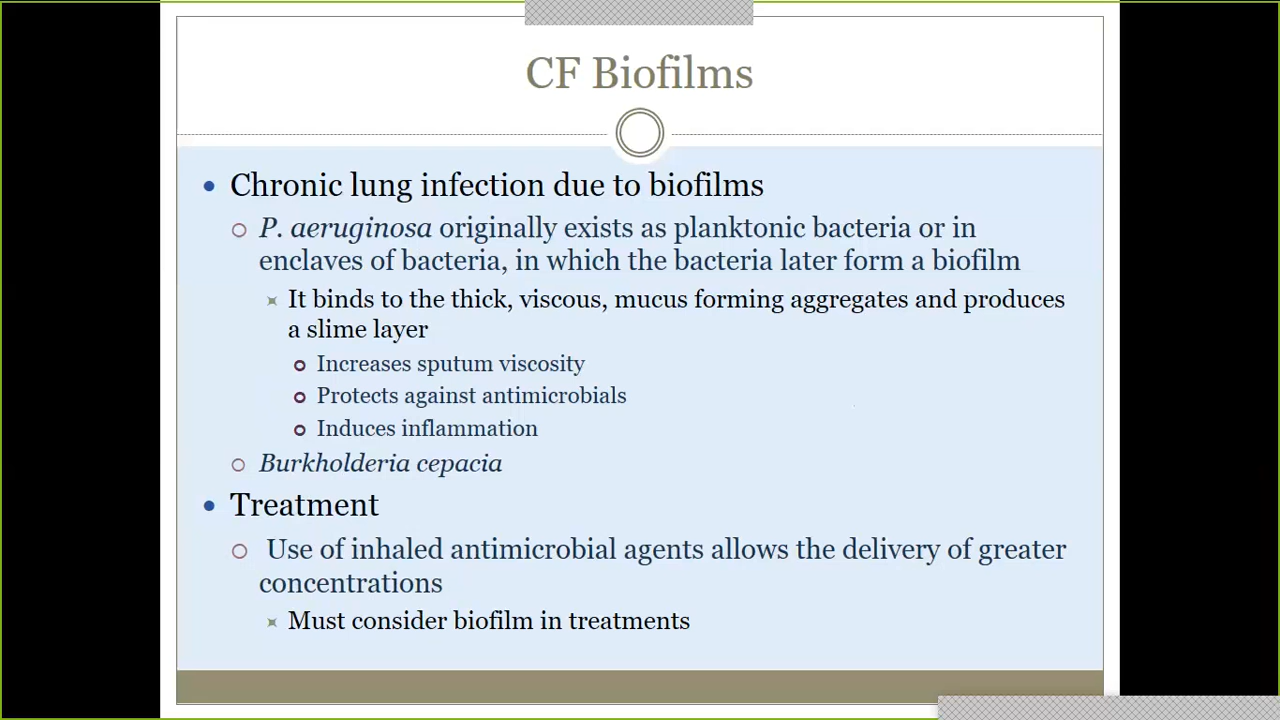 CF Biofilms
Chronic lung infection due to biofilms
P. aeruginosa originally exists as planktonic bacteria or in
enclaves of bacteria, in which the bacteria later form a biofilm
It binds to the thick, viscous, mucus forming aggregates and produces
a slime layer
Increases sputum viscosity
Protects against antimicrobials
Induces inflammation
Burkholderia cepacia
Treatment
Use of inhaled antimicrobial agents allows the delivery of greater
concentrations
Must consider biofilm in treatments